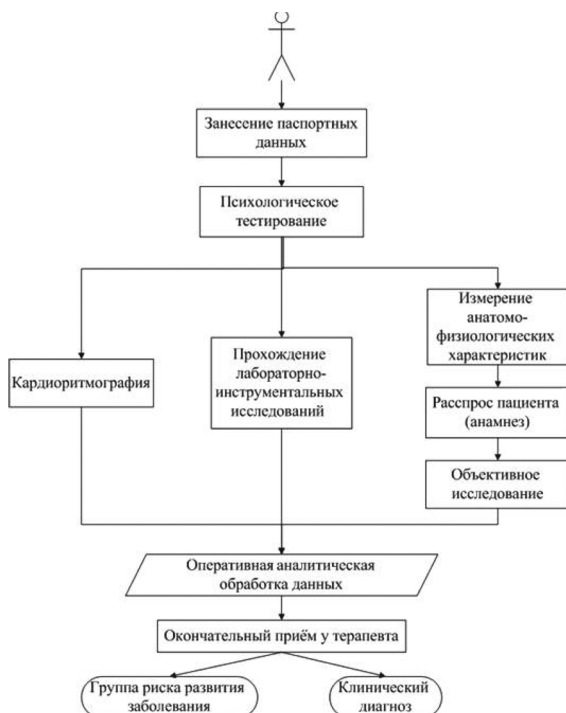 Занесение паспортных
данных
Психологическое
тестирование
Кардиоритмография
Прохождение
лабораторно-
инструментальных
исследований
Измерение
анатомо-
физиологических
характеристик
Расспрос пациента
(анамнез)
Объективное
исследование
Оперативная аналитическая
обработка данных
Окончательный приём у терапевта
Группа риска развития
заболевания
Клинический
диагноз